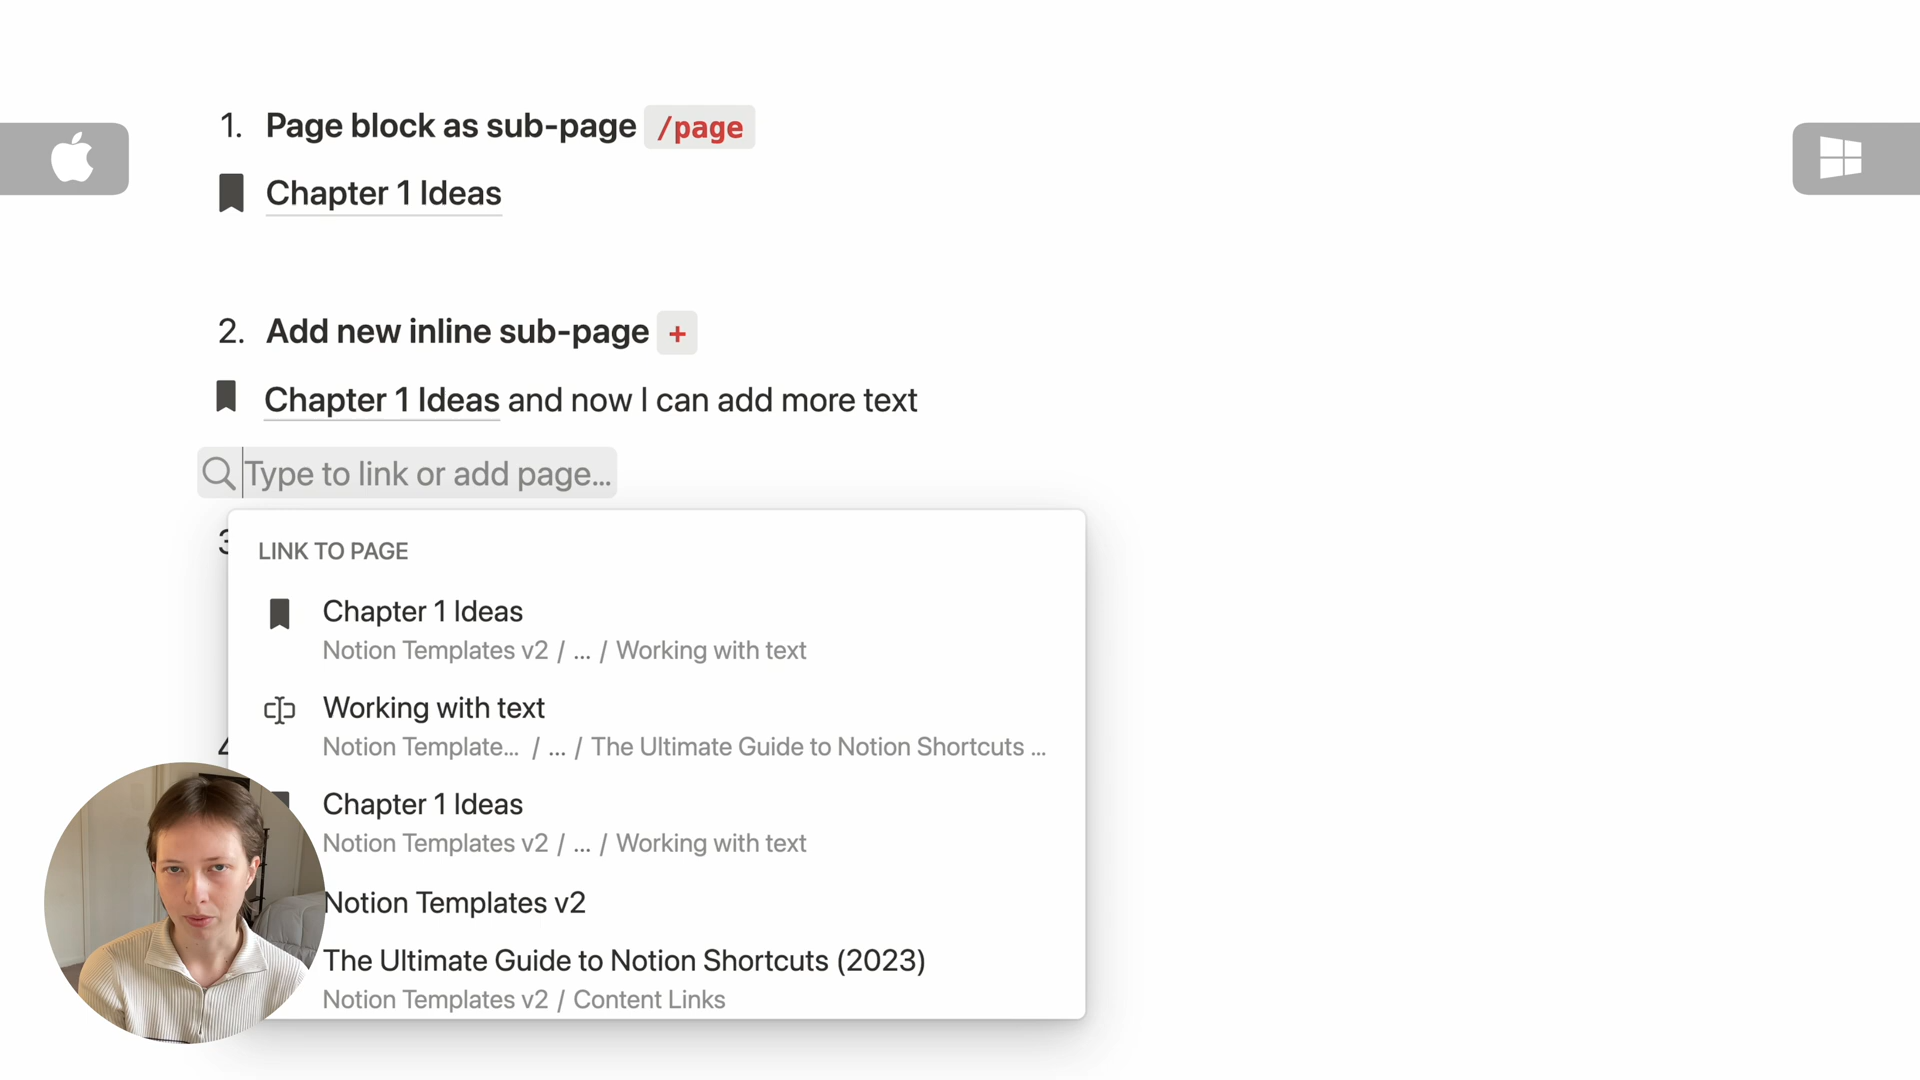 1. Page block as sub-page /page
Chapter 1 Ideas
2. Add new inline sub-page +
Chapter 1 Ideas and now I can add more text
Type to link or add page...
3
LINK TO PAGE
Chapter 1 Ideas
Notion Templates v2 / ... / Working with text
Working with text
Notion Template... / ... / The Ultimate Guide to Notion Shortcuts ...
4
Chapter 1 Ideas
Notion Templates v2 / ... / Working with text
Notion Templates v2
The Ultimate Guide to Notion Shortcuts (2023)
Notion Templates v2 / Content Links